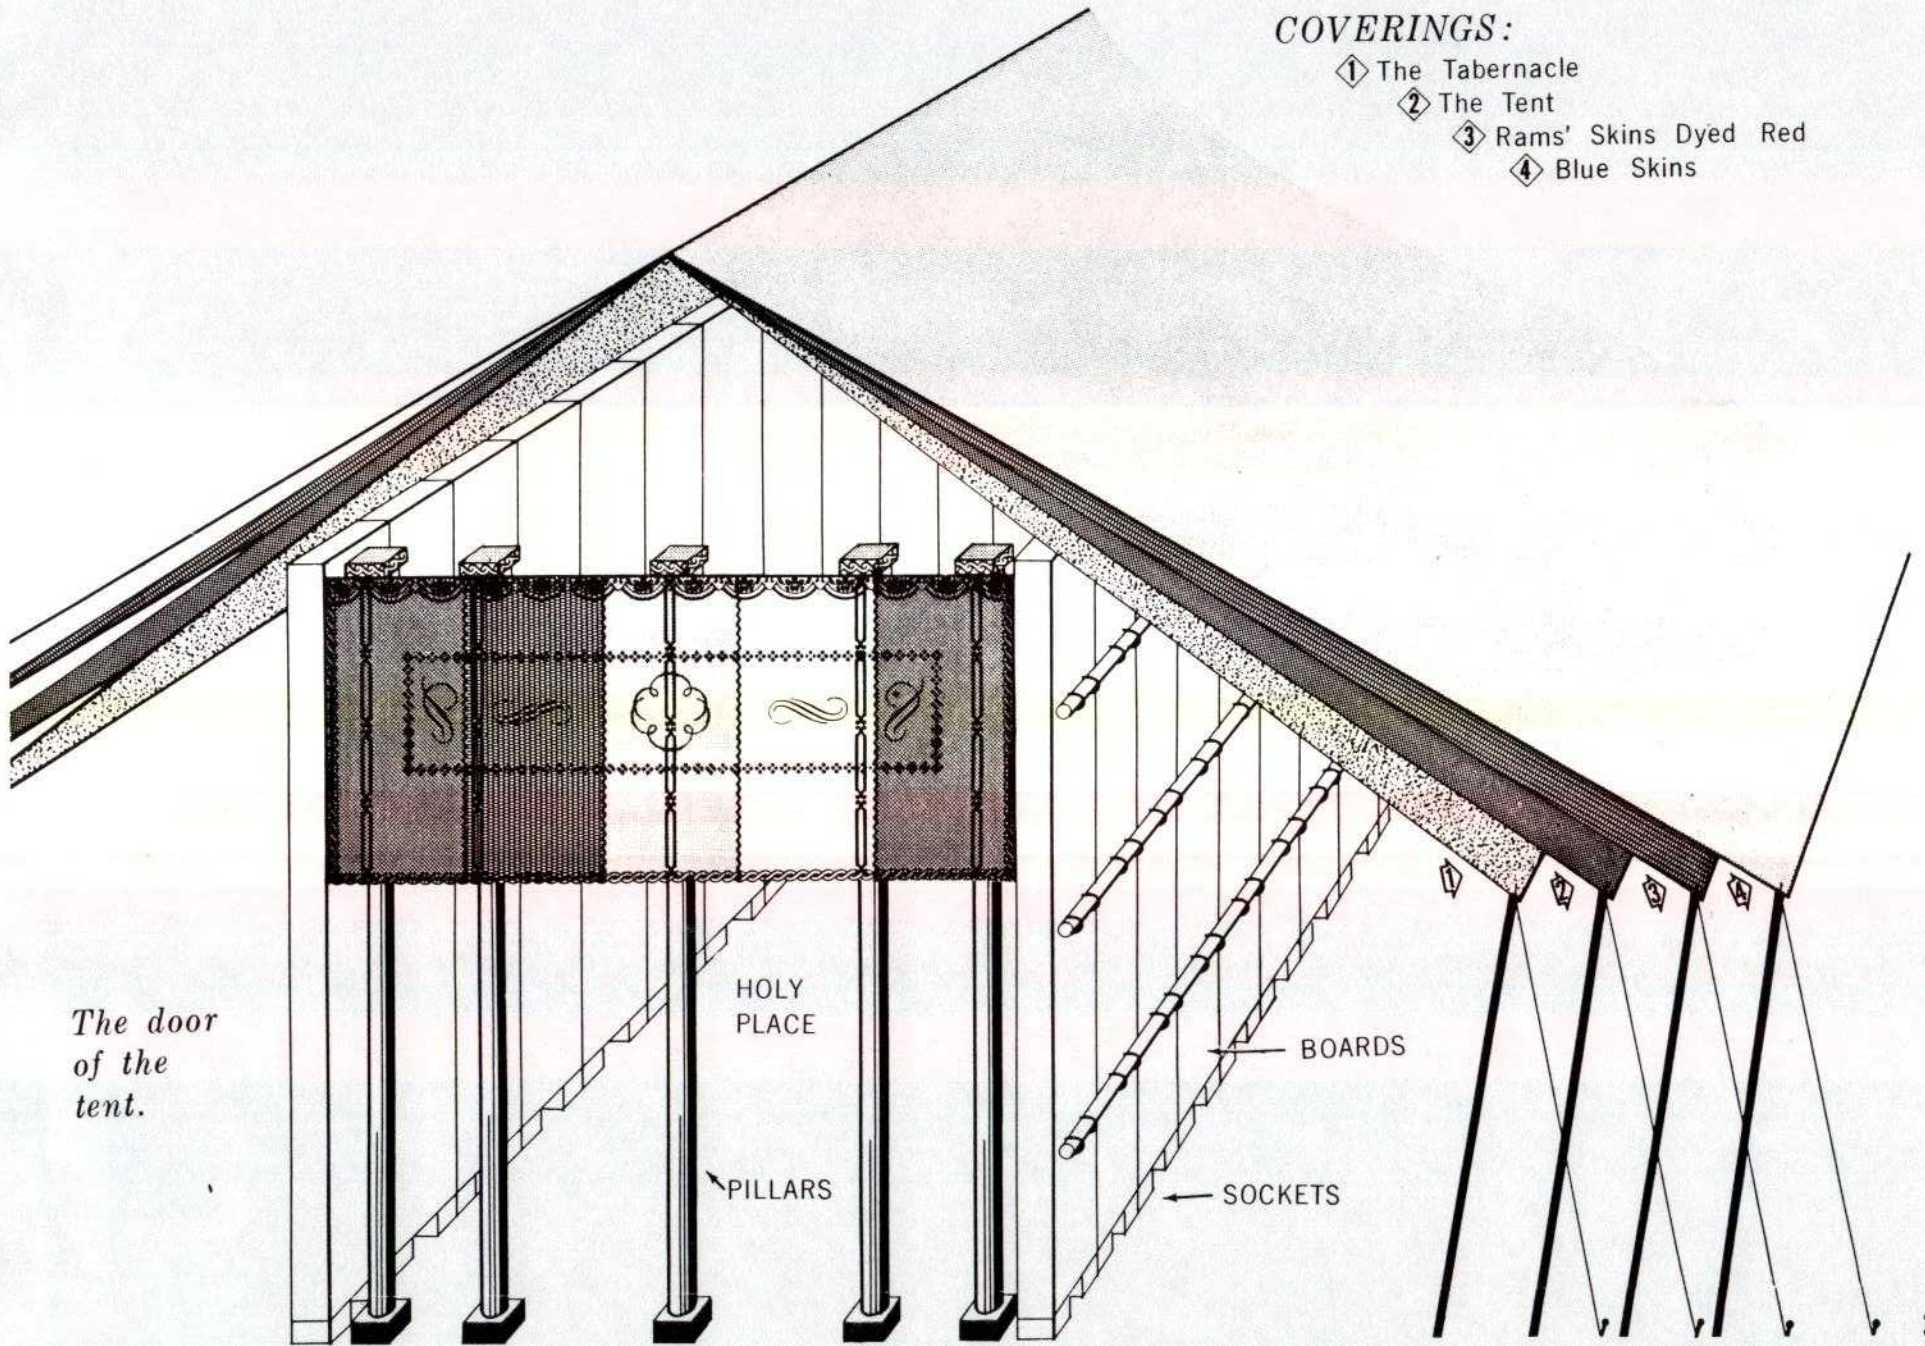 COVERINGS:
1 The Tabernacle
2 The Tent
3 Rams' Skins Dyed Red
4 Blue Skins
1 2 3 4
HOLY
PLACE
The door
of the
tent.
BOARDS
PILLARS
SOCKETS